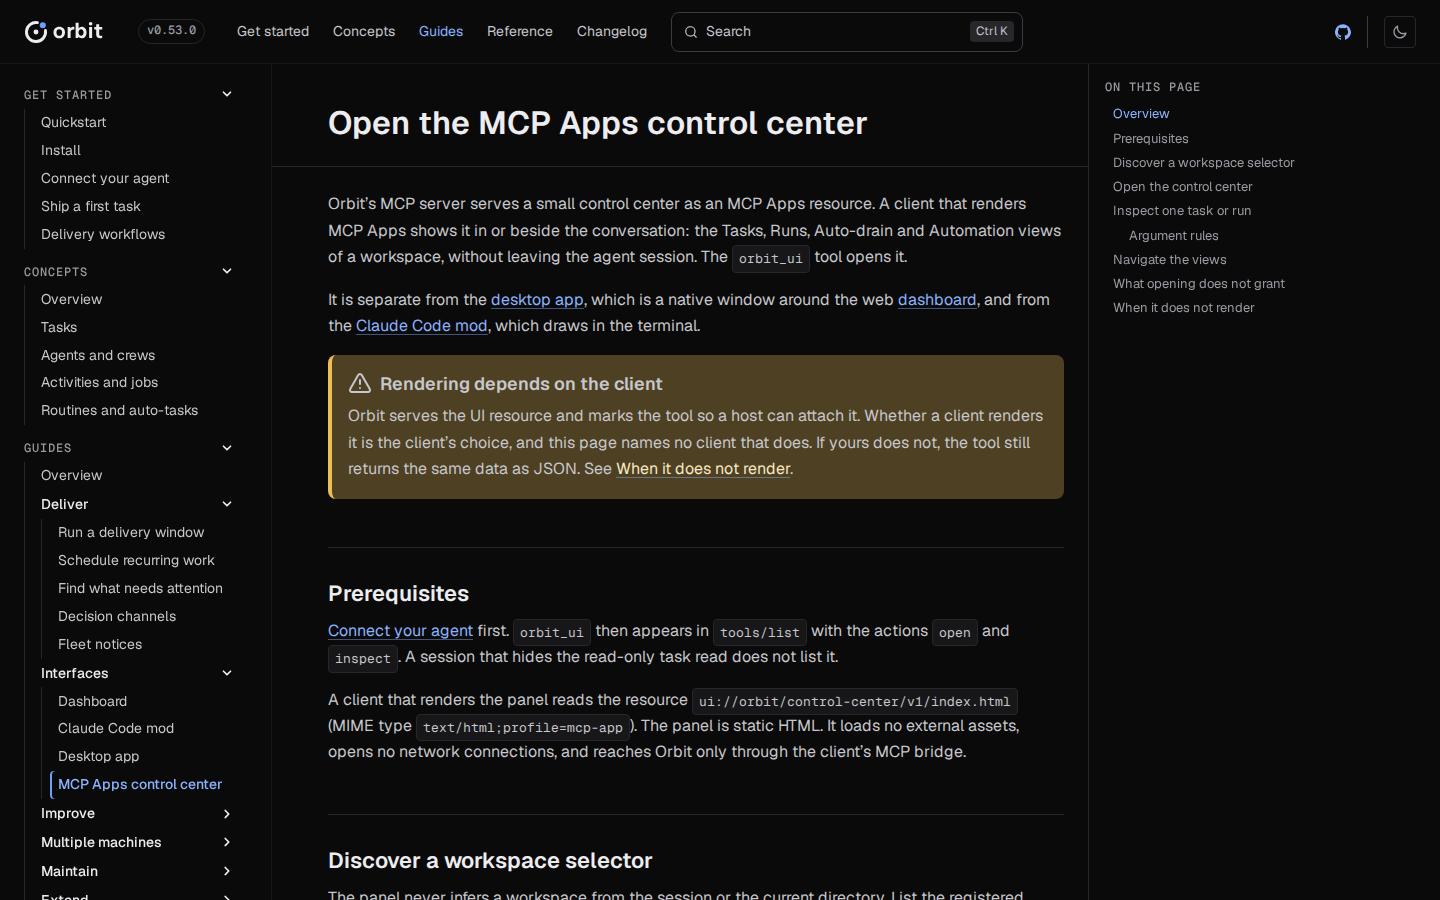 orbit
v0.53.0
Get started
Concepts
Guides
Reference
Changelog
Search
Ctrl K
GET STARTED
Quickstart
Install
Connect your agent
Ship a first task
Delivery workflows
CONCEPTS
Overview
Tasks
Agents and crews
Activities and jobs
Routines and auto-tasks
GUIDES
Overview
Deliver
Run a delivery window
Schedule recurring work
Find what needs attention
Decision channels
Fleet notices
Interfaces
Dashboard
Claude Code mod
Desktop app
MCP Apps control center
Improve
Multiple machines
Maintain
Extend
Open the MCP Apps control center
Orbit's MCP server serves a small control center as an MCP Apps resource. A client that renders
MCP Apps shows it in or beside the conversation: the Tasks, Runs, Auto-drain and Automation views
of a workspace, without leaving the agent session. The orbit_ui tool opens it.
It is separate from the desktop app, which is a native window around the web dashboard, and from
the Claude Code mod, which draws in the terminal.
Rendering depends on the client
Orbit serves the UI resource and marks the tool so a host can attach it. Whether a client renders
it is the client's choice, and this page names no client that does. If yours does not, the tool still
returns the same data as JSON. See When it does not render.
Prerequisites
Connect your agent first. orbit_ui then appears in tools/list with the actions open and
inspect. A session that hides the read-only task read does not list it.
A client that renders the panel reads the resource ui://orbit/control-center/v1/index.html
(MIME type text/html;profile=mcp-app). The panel is static HTML. It loads no external assets,
opens no network connections, and reaches Orbit only through the client's MCP bridge.
Discover a workspace selector
The panel never infers a workspace from the session or the current directory. List the registered
ON THIS PAGE
Overview
Prerequisites
Discover a workspace selector
Open the control center
Inspect one task or run
Argument rules
Navigate the views
What opening does not grant
When it does not render